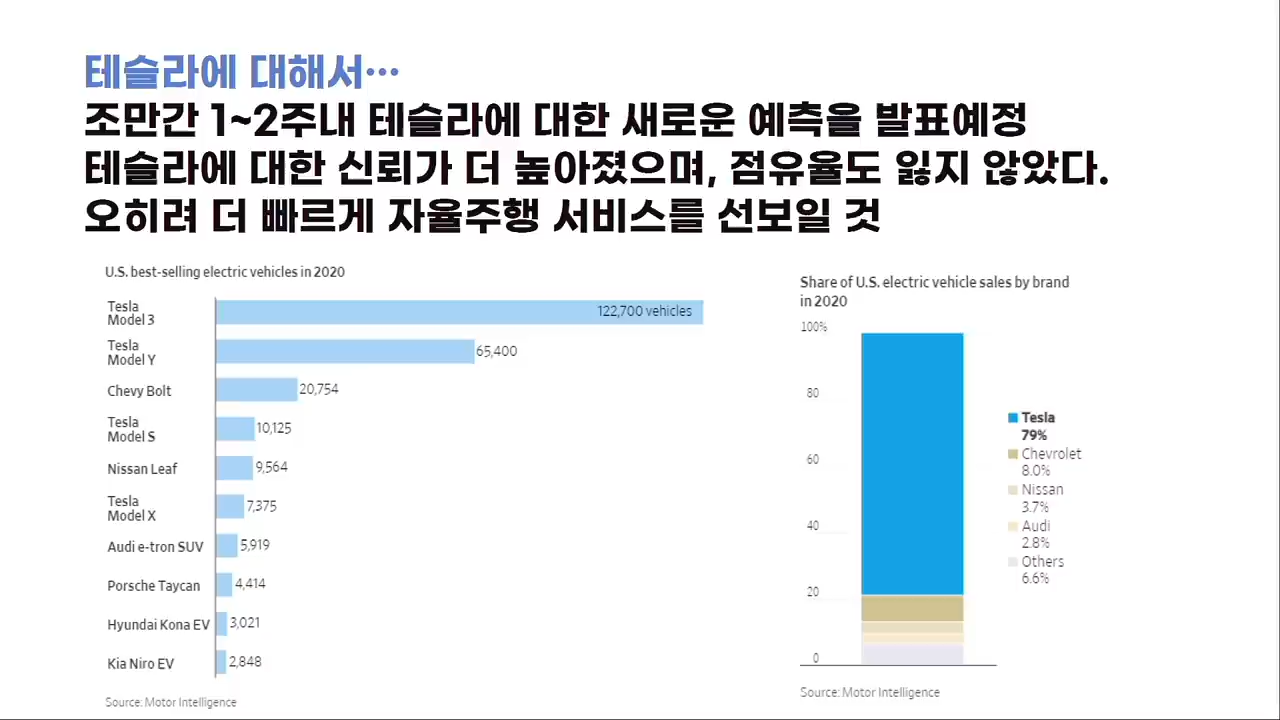 테슬라에 대해서…
조만간 1~2주내 테슬라에 대한 새로운 예측을 발표예정
테슬라에 대한 신뢰가 더 높아졌으며, 점유율도 잃지 않았다.
오히려 더 빠르게 자율주행 서비스를 선보일 것
U.S. best-selling electric vehicles in 2020
Tesla
Model 3
122,700 vehicles
Tesla
Model Y
65,400
Chevy Bolt
20,754
Tesla
Model S
10,125
Nissan Leaf
9,564
Tesla
Model X
7,375
Audi e-tron SUV
5,919
Porsche Taycan
4,414
Hyundai Kona EV
3,021
Kia Niro EV
2,848
Source: Motor Intelligence
Share of U.S. electric vehicle sales by brand
in 2020
100%
80
60
40
20
0
Tesla
79%
Chevrolet
8.0%
Nissan
3.7%
Audi
2.8%
Others
6.6%
Source: Motor Intelligence